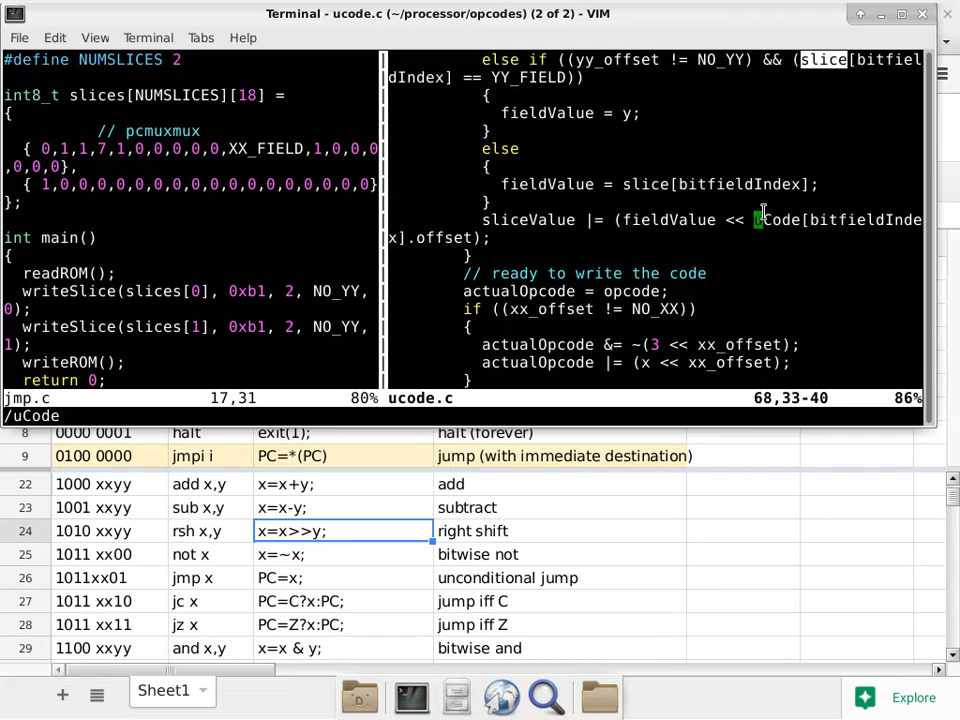 Terminal - ucode.c (~/processor/opcodes) (2 of 2) - VIM
File Edit View Terminal Tabs Help
#define NUMSLICES 2
int8_t slices[NUMSLICES][18] =
{
// pcmuxmux
{ 0,1,1,7,1,0,0,0,0,0,XX_FIELD,1,0,0,0
,0,0,0},
{ 1,0,0,0,0,0,0,0,0,0,0,0,0,0,0,0,0,0}
};
int main()
{
readROM();
writeSlice(slices[0], 0xb1, 2, NO_YY,
0);
writeSlice(slices[1], 0xb1, 2, NO_YY,
1);
writeROM();
return 0;
jmp.c 17,31 80%
else if ((yy_offset != NO_YY) && (slice[bitfiel
dIndex] == YY_FIELD))
{
fieldValue = y;
}
else
{
fieldValue = slice[bitfieldIndex];
}
sliceValue |= (fieldValue << uCode[bitfieldInde
x].offset);
}
// ready to write the code
actualOpcode = opcode;
if ((xx_offset != NO_XX))
{
actualOpcode &= ~(3 << xx_offset);
actualOpcode |= (x << xx_offset);
}
ucode.c 68,33-40 86%
/uCode
8 0000 0001 halt exit(1); halt (forever)
9 0100 0000 jmpi i PC=*(PC) jump (with immediate destination)
22 1000 xxyy add x,y x=x+y; add
23 1001 xxyy sub x,y x=x-y; subtract
24 1010 xxyy rsh x,y x=x>>y; right shift
25 1011 xx00 not x x=~x; bitwise not
26 1011xx01 jmp x PC=x; unconditional jump
27 1011 xx10 jc x PC=C?x:PC; jump iff C
28 1011 xx11 jz x PC=Z?x:PC; jump iff Z
29 1100 xxyy and x,y x=x & y; bitwise and
Sheet1
Explore